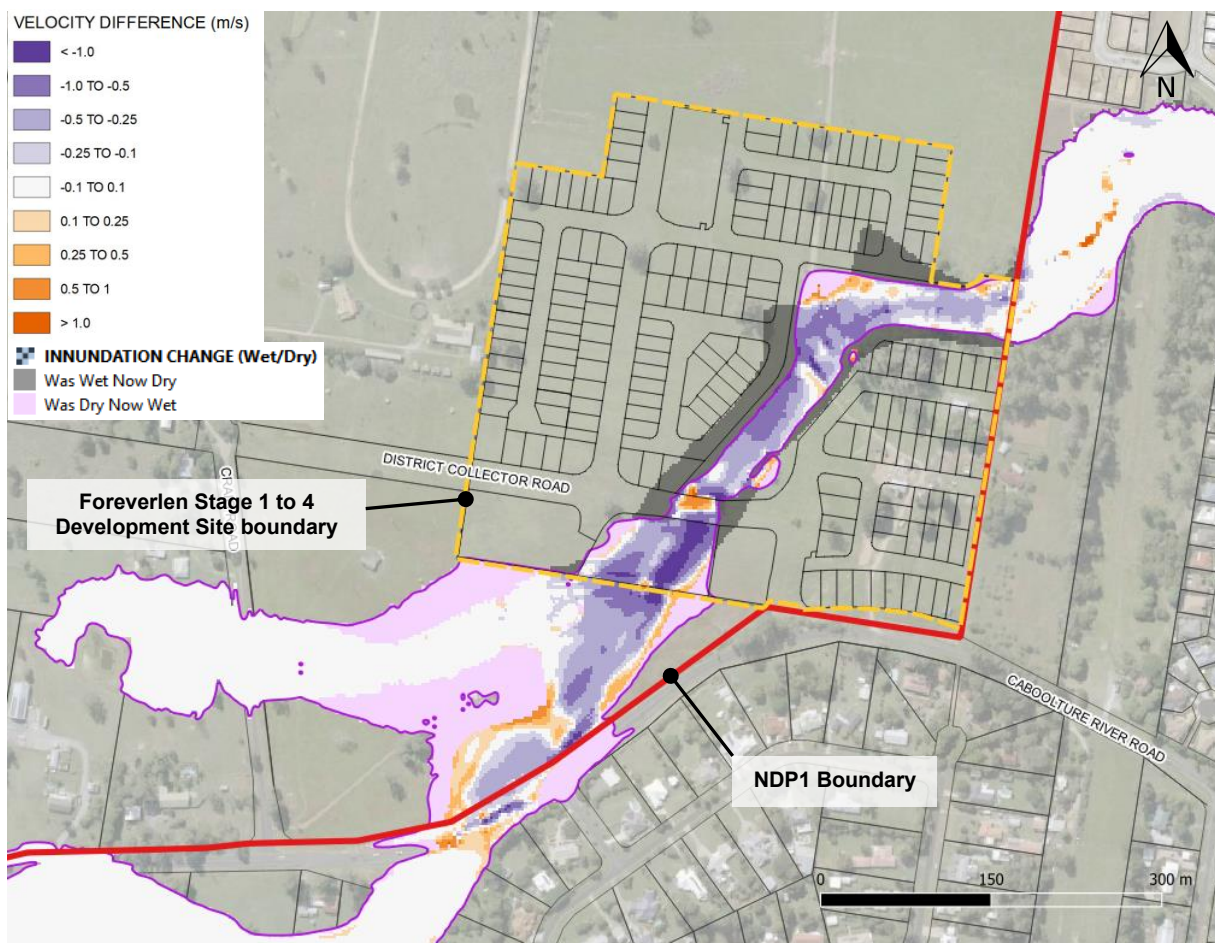 VELOCITY DIFFERENCE (m/s)
< -1.0
-1.0 TO -0.5
-0.5 TO -0.25
-0.25 TO -0.1
-0.1 TO 0.1
0.1 TO 0.25
0.25 TO 0.5
0.5 TO 1
> 1.0
INNUNDATION CHANGE (Wet/Dry)
Was Wet Now Dry
Was Dry Now Wet
N
DISTRICT COLLECTOR ROAD
Foreverlen Stage 1 to 4
Development Site boundary
CABOOLTURE RIVER ROAD
NDP1 Boundary
0 150 300 m